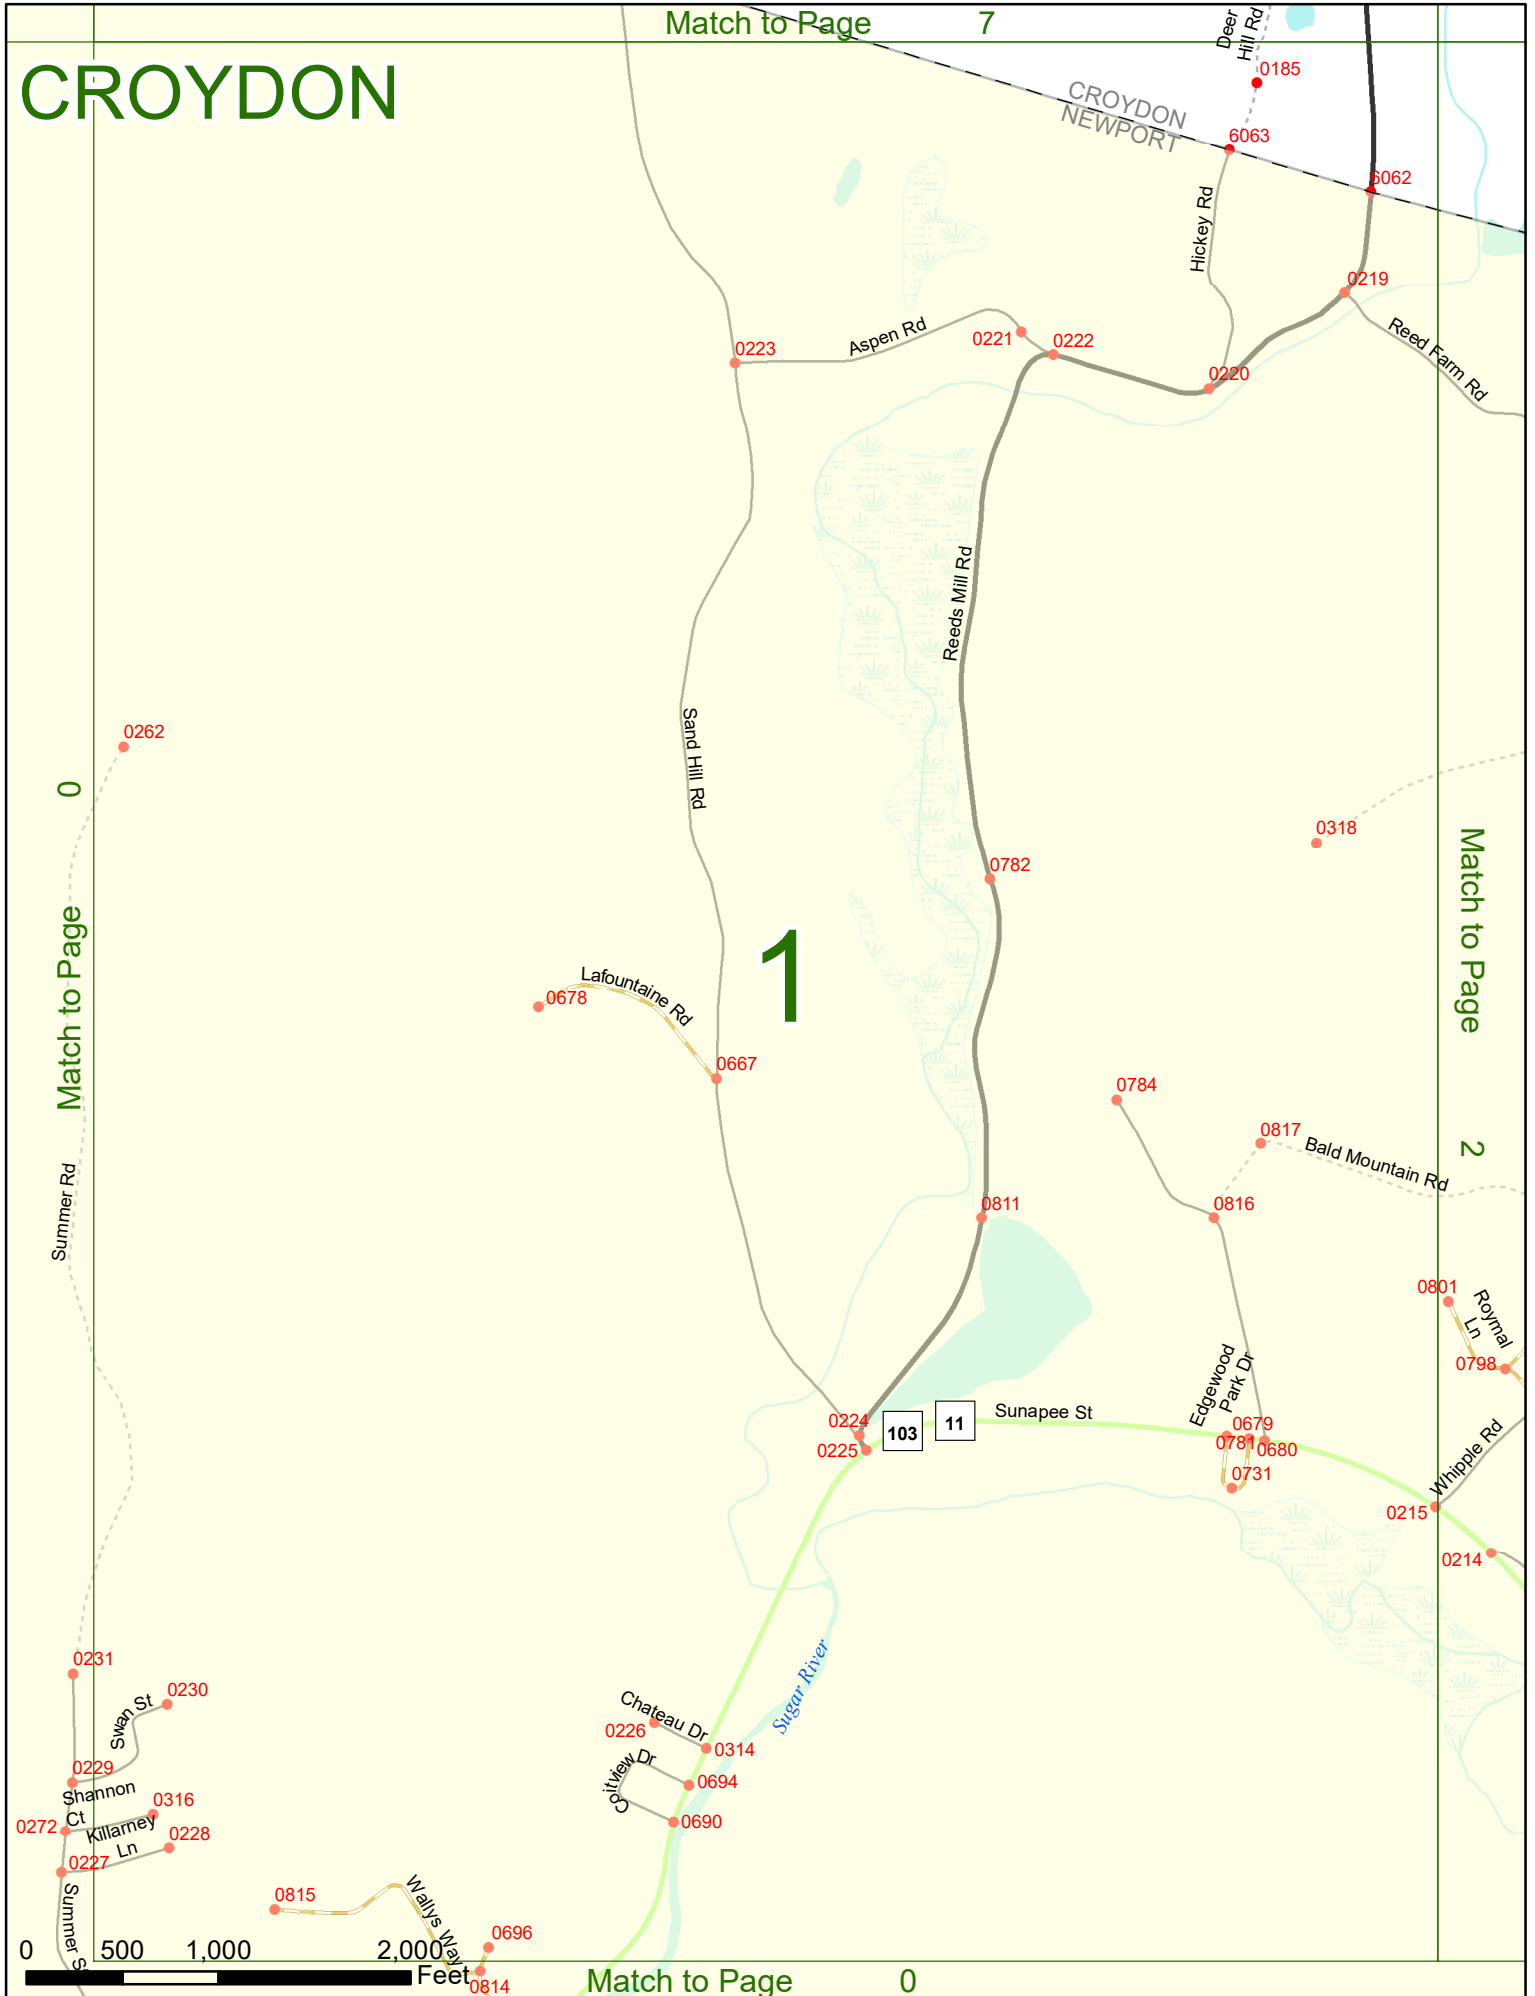 Match to Page 7
CROYDON
Deer
Hill Rd
0185
CROYDON
NEWPORT
6063
6062
Hickey Rd
0219
Reed Farm Rd
0223
Aspen Rd
0221
0222
0220
Reeds Mill Rd
Sand Hill Rd
0262
0
Match to Page
0318
Match to Page
2
0782
1
0678
Lafountaine Rd
0667
0784
0817
Bald Mountain Rd
0816
0811
Summer Rd
0801
Roymal
Ln
0798
Edgewood
Park Dr
0224
0225
103
11
Sunapee St
0679
0781
0680
0731
Whipple Rd
0215
0214
0231
Swan St
0230
0229
Shannon
Ct
0316
0272
Killarney
Ln
0228
0227
Summer St
Sugar River
Chateau Dr
0226
0314
Coitview Dr
0694
0690
0815
Wallys Way
0696
0814
0 500 1,000 2,000
Feet
Match to Page 0